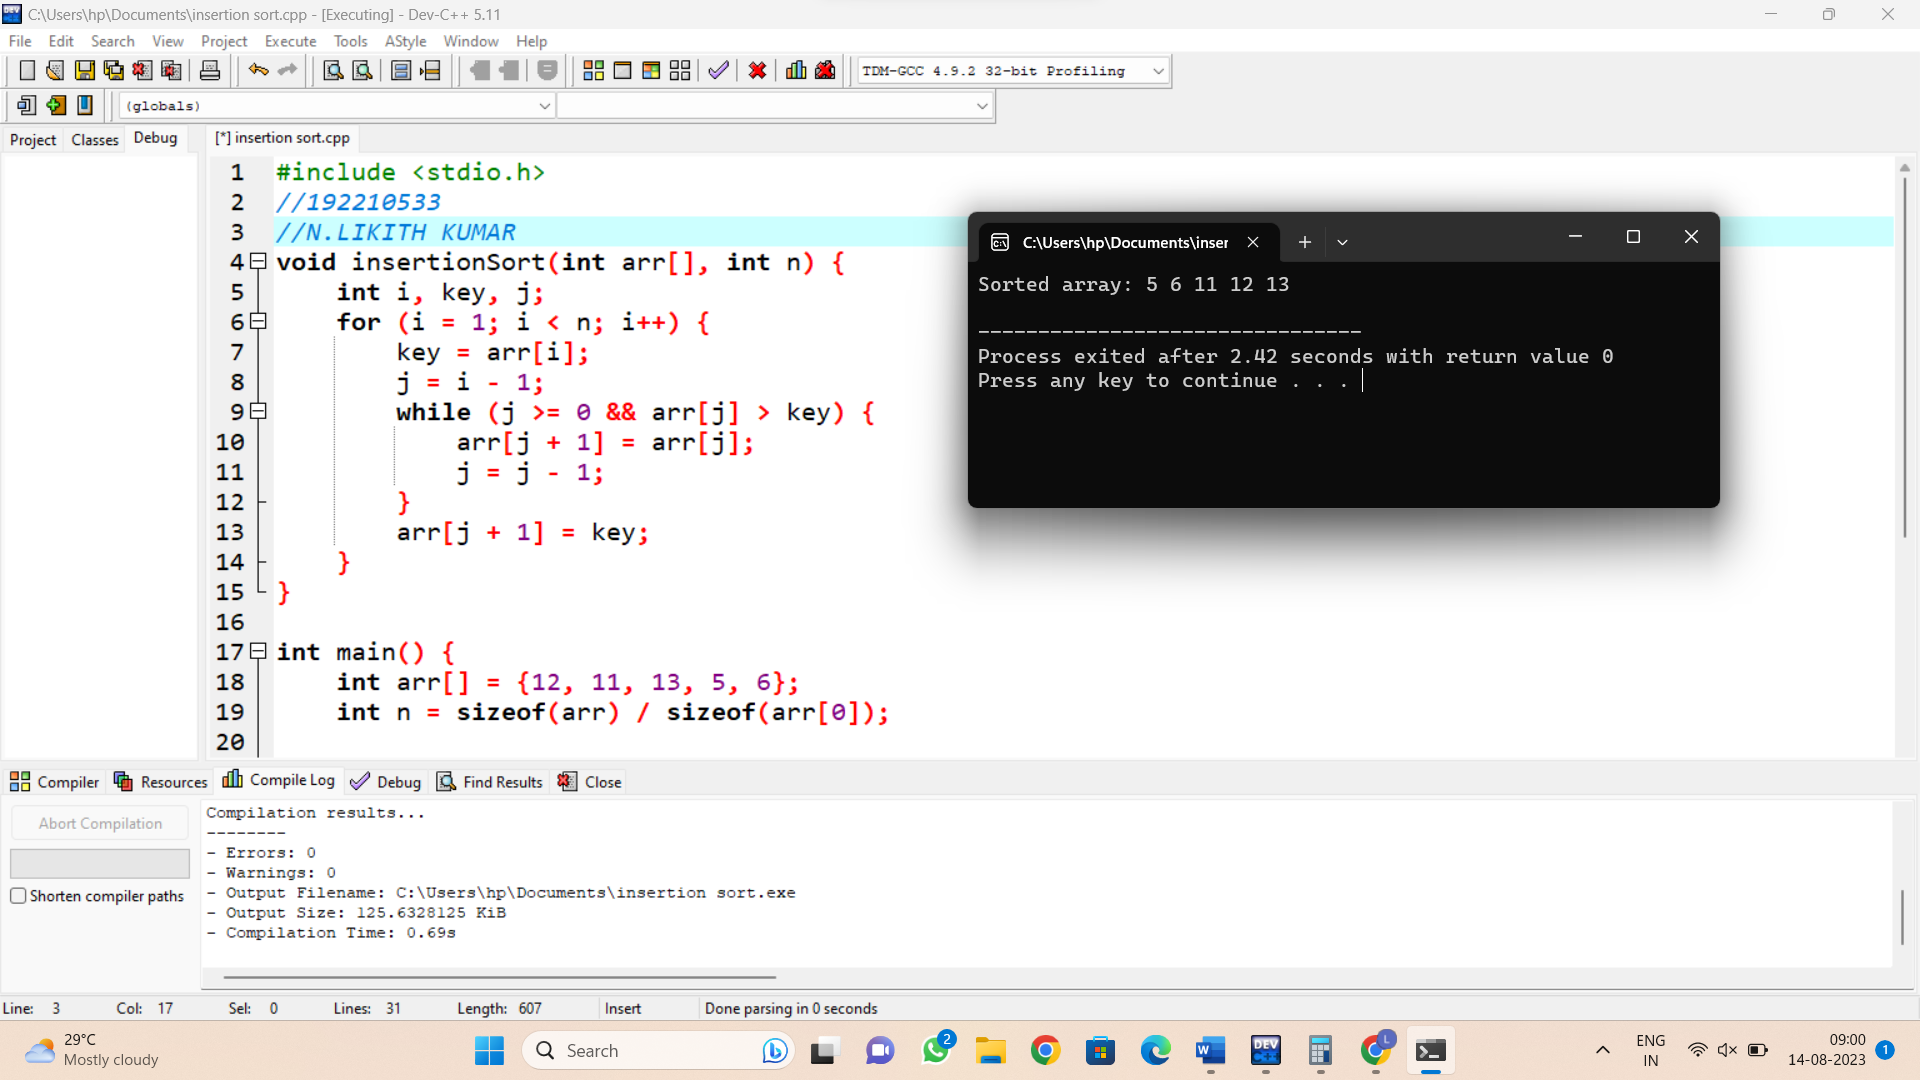 C:\Users\hp\Documents\insertion sort.cpp - [Executing] - Dev-C++ 5.11
File Edit Search View Project Execute Tools AStyle Window Help
TDM-GCC 4.9.2 32-bit Profiling
(globals)
Project Classes Debug
[*] insertion sort.cpp
1 #include <stdio.h>
2 //192210533
3 //N.LIKITH KUMAR
4 void insertionSort(int arr[], int n) {
5 int i, key, j;
6 for (i = 1; i < n; i++) {
7 key = arr[i];
8 j = i - 1;
9 while (j >= 0 && arr[j] > key) {
10 arr[j + 1] = arr[j];
11 j = j - 1;
12 }
13 arr[j + 1] = key;
14 }
15 }
16
17 int main() {
18 int arr[] = {12, 11, 13, 5, 6};
19 int n = sizeof(arr) / sizeof(arr[0]);
20
C:\Users\hp\Documents\inser
Sorted array: 5 6 11 12 13
--------------------------------
Process exited after 2.42 seconds with return value 0
Press any key to continue . . .
Compiler Resources Compile Log Debug Find Results Close
Abort Compilation
Shorten compiler paths
Compilation results...
--------
- Errors: 0
- Warnings: 0
- Output Filename: C:\Users\hp\Documents\insertion sort.exe
- Output Size: 125.6328125 KiB
- Compilation Time: 0.69s
Line: 3 Col: 17 Sel: 0 Lines: 31 Length: 607 Insert Done parsing in 0 seconds
29°C
Mostly cloudy
Search
2
DEV
C++
L
ENG
IN
09:00
14-08-2023
1